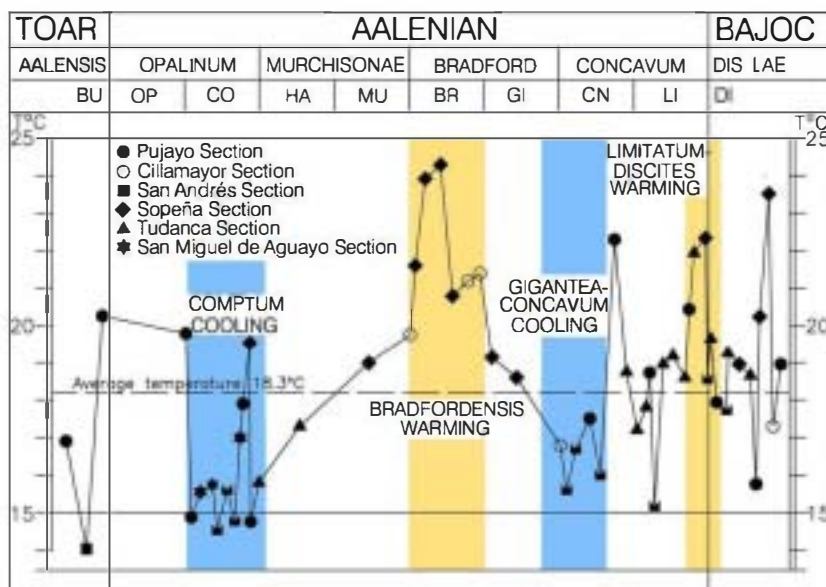 TOAR AALENIAN BAJOC
AALENSIS OPALINUM MURCHISONAE BRADFORD CONCAVUM DIS LAE
BU OP CO HA MU BR GI CN LI DI
T°C T°C
25 25
Pujayo Section
Cillamayor Section
San Andrés Section
Sopeña Section
Tudanca Section
San Miguel de Aguayo Section
LIMITATUM-
DISCITES
WARMING
COMPTUM
COOLING
GIGANTEA-
CONCAVUM
COOLING
20 20
Average temperature: 18.3°C
BRADFORDENSIS
WARMING
15 15